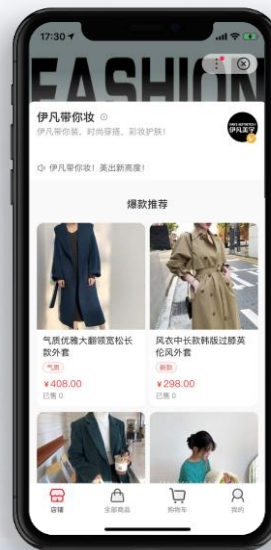 17:30
FASHION
伊凡带你妆
伊凡带你装，时尚穿搭，彩妆护肤！
伊凡美学
伊凡带你妆！美出新高度！
爆款推荐
气质优雅大翻领宽松长款外套
气质
¥408.00
已售 0
风衣中长款韩版过膝英伦风外套
新款
¥298.00
已售 0
店铺
全部商品
购物车
我的